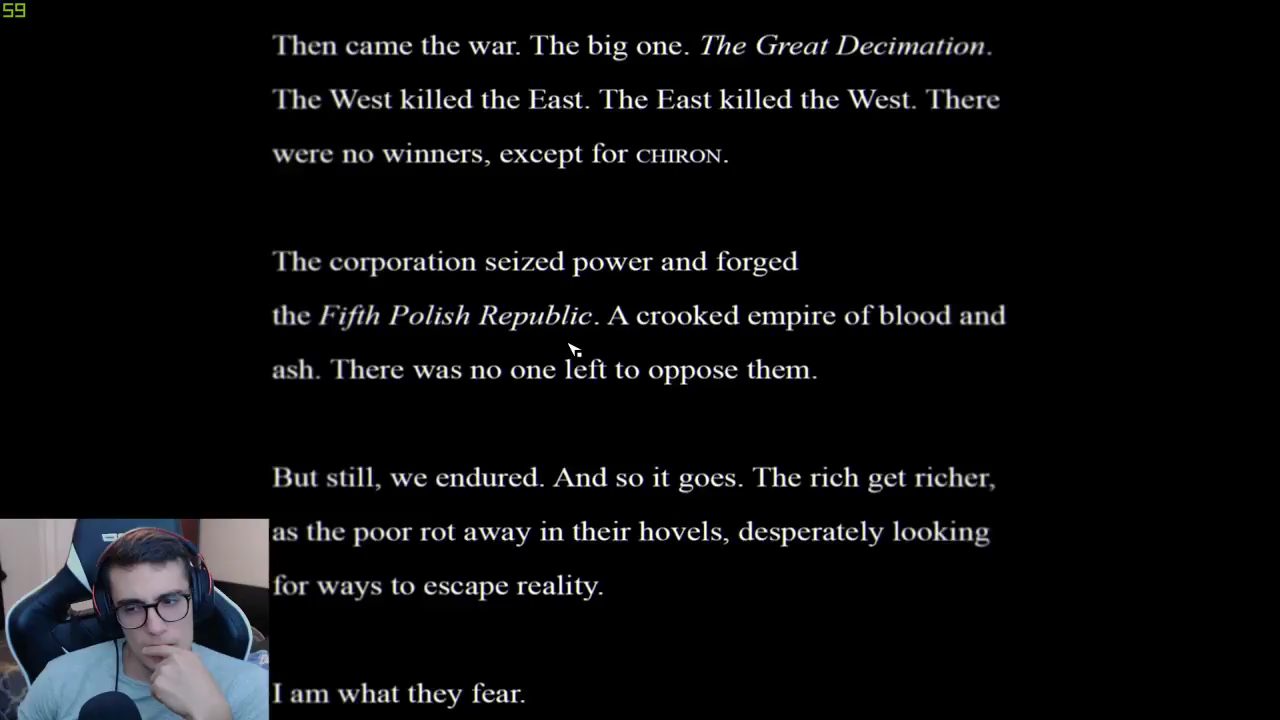 59
Then came the war. The big one. The Great Decimation.
The West killed the East. The East killed the West. There
were no winners, except for CHIRON.
The corporation seized power and forged
the Fifth Polish Republic. A crooked empire of blood and
ash. There was no one left to oppose them.
But still, we endured. And so it goes. The rich get richer,
as the poor rot away in their hovels, desperately looking
for ways to escape reality.
I am what they fear.